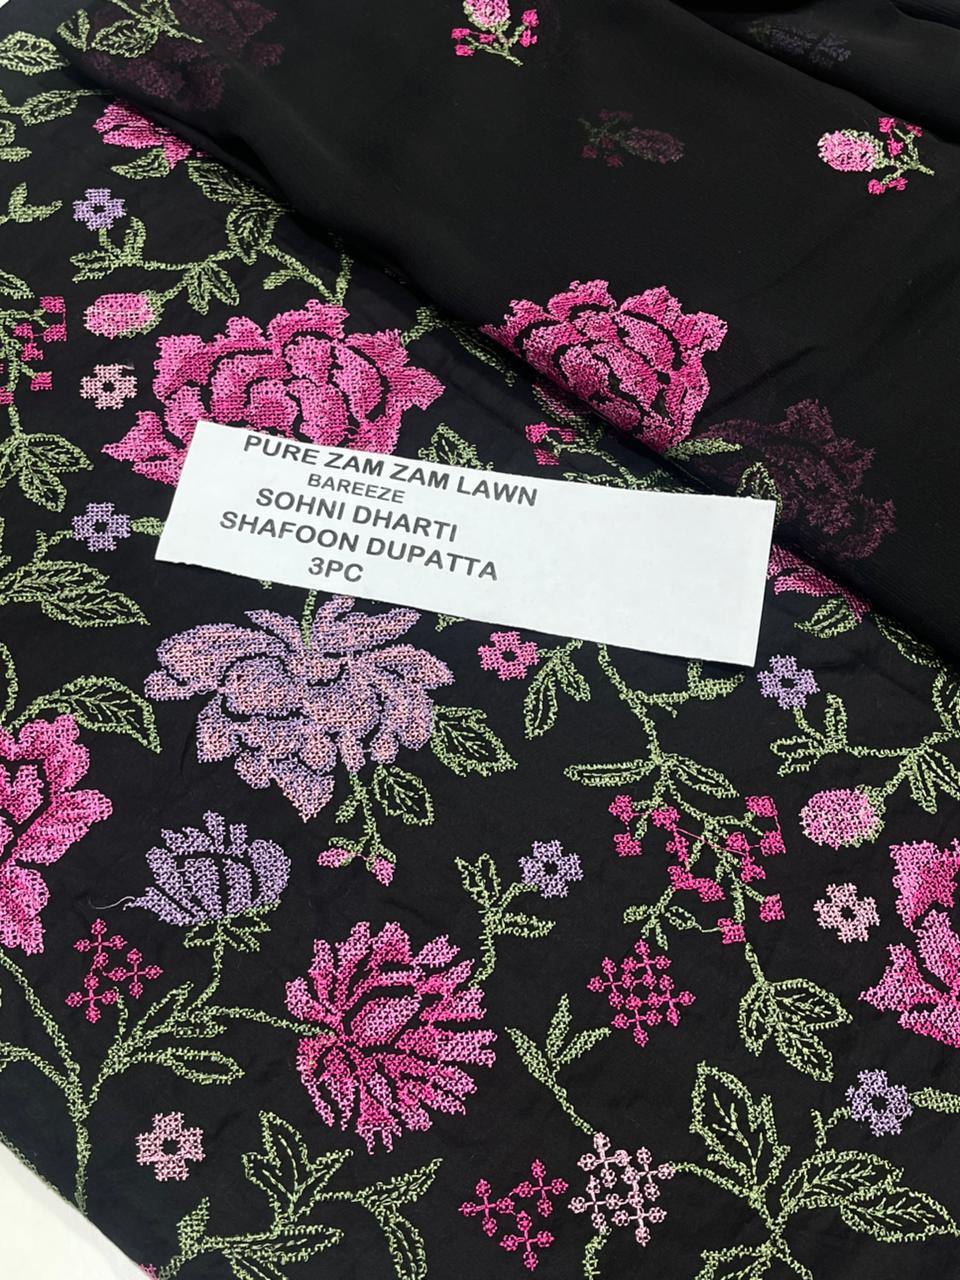 PURE ZAM ZAM LAWN
BAREEZE
SOHNI DHARTI
SHAFOON DUPATTA
3PC